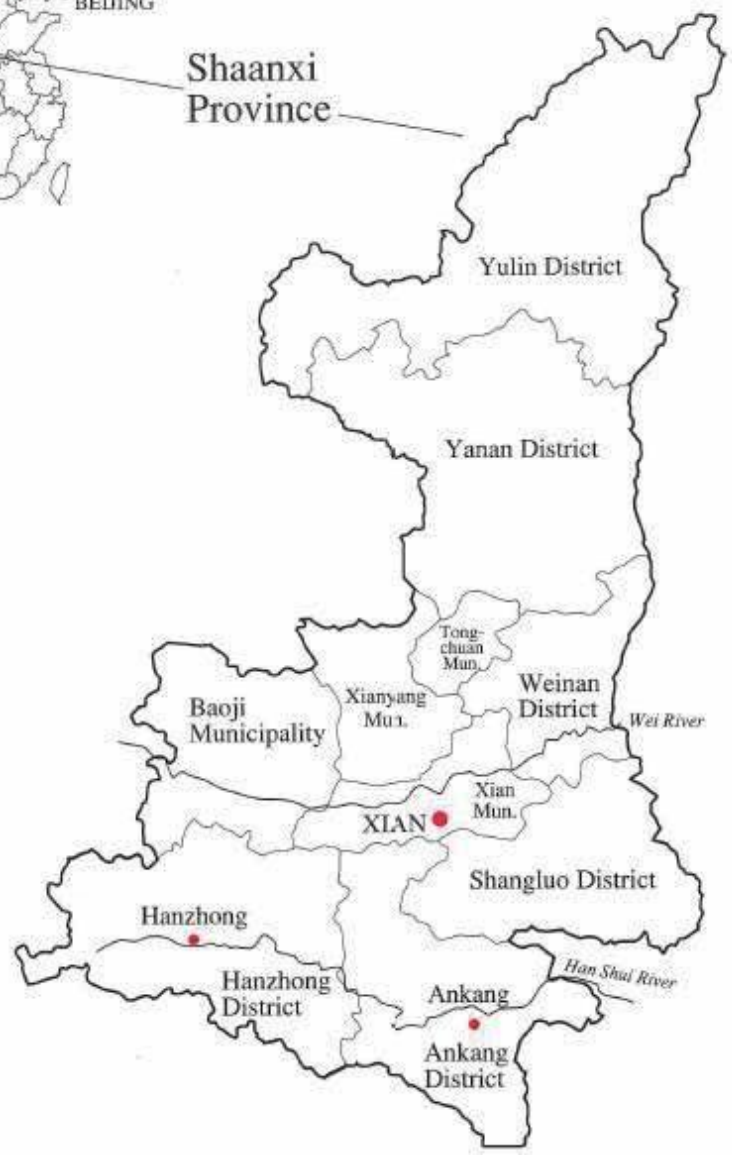 BEIJING
Shaanxi
Province
Yulin District
Yanan District
Tong-
chuan
Mun.
Weinan
District
Xianyang
Mun.
Baoji
Municipality
Wei River
Xian
Mun.
XIAN
Shangluo District
Hanzhong
Han Shui River
Hanzhong
District
Ankang
Ankang
District